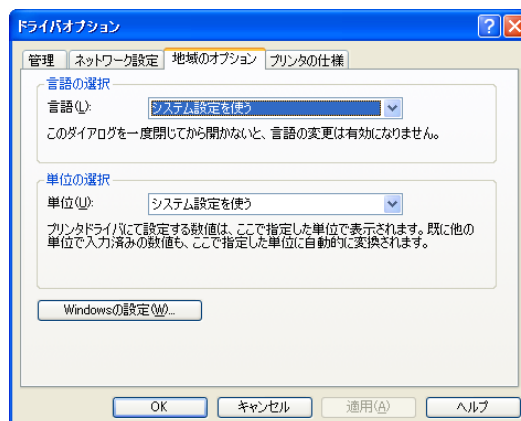 ドライバオプション
管理 ネットワーク設定 地域のオプション プリンタの仕様
言語の選択
言語(L): システム設定を使う
このダイアログを一度閉じてから開かないと、言語の変更は有効になりません。
単位の選択
単位(U): システム設定を使う
プリンタドライバにて設定する数値は、ここで指定した単位で表示されます。既に他の
単位で入力済みの数値も、ここで指定した単位に自動的に変換されます。
Windowsの設定(W)...
OK キャンセル 適用(A) ヘルプ